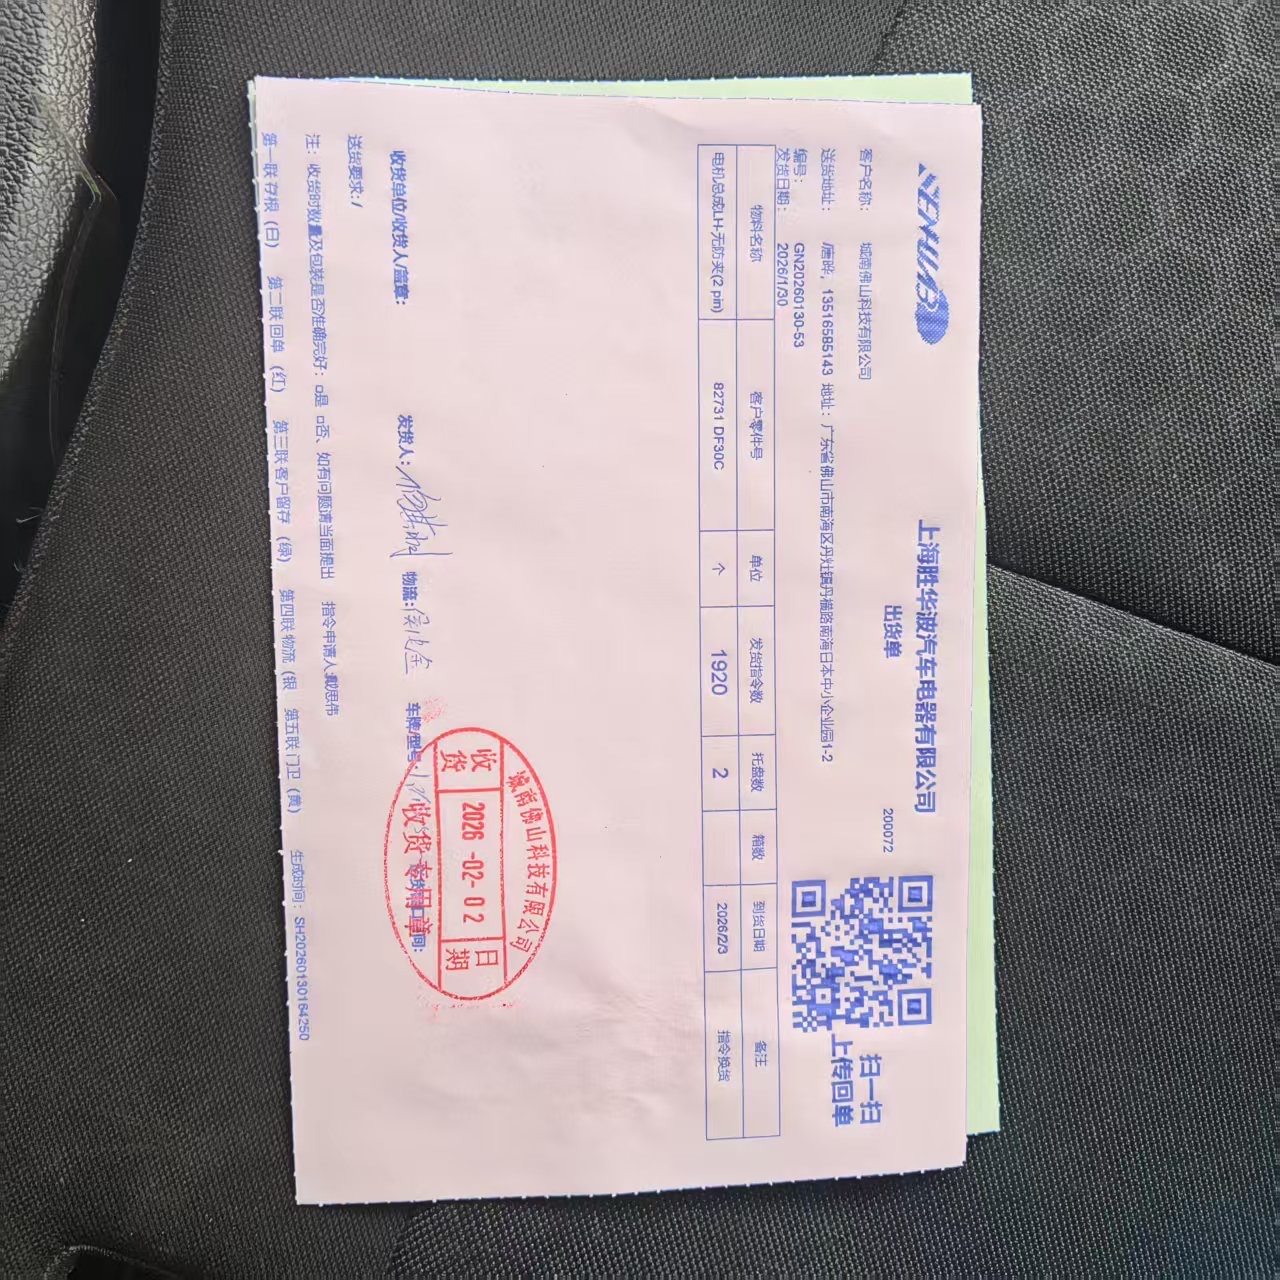 SENWAB
上海胜华波汽车电器有限公司
出货单
200072
扫一扫
上传回单
客户名称： 城南佛山科技有限公司
送货地址： /唐晔，13516585143 地址：广东省佛山市南海区丹灶镇丹横路南海日本中小企业园1-2
编号： GN20260130-53
发货日期： 2026/1/30
物料名称 客户零件号 单位 发货指令数 托盘数 箱数 到货日期 备注
电机总成LH-无防夹(2 pin) 82731 DF30C 个 1920 2 2026/2/3 指令换货
收货单位/收货人/盖章： 发货人： 物流： 车牌/型号：
城南佛山科技有限公司
收货 2026-02-02 日期
收货专用章
送货要求:/
注：收货时数量及包装是否准确完好：□是 □否、如有问题请当面提出 指令申请人:戴思伟
第一联 存根（白） 第二联 回单（红） 第三联 客户留存（绿） 第四联 物流（银 第五联 门卫（黄） 生成时间：SH20260130164250